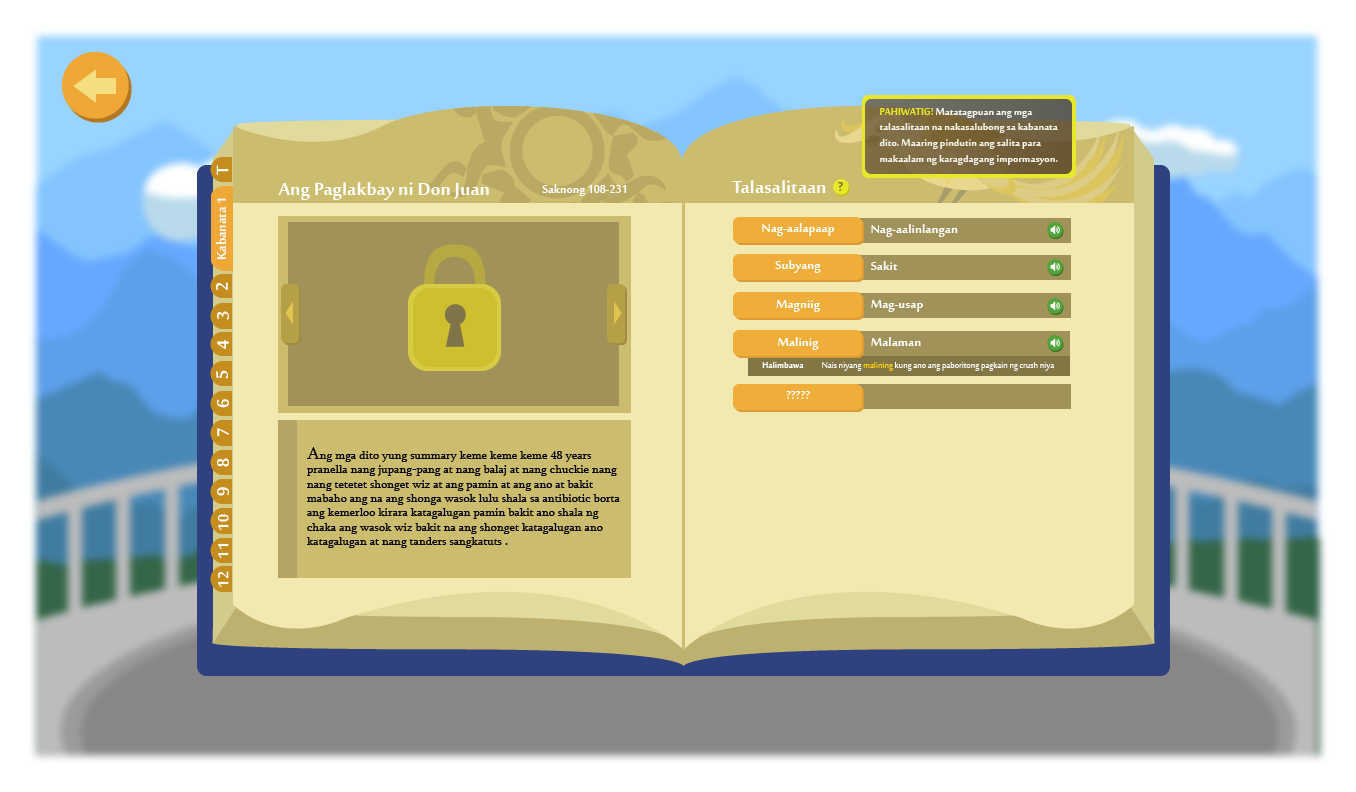 PAHIWATIG! Matatagpuan ang mga
talasalitaan na nakasalubong sa kabanata
dito. Maaring pindutin ang salita para
makaalam ng karagdagang impormasyon.
T
Kabanata 1
2
3
4
5
6
7
8
9
10
11
12
Ang Paglakbay ni Don Juan
Saknong 108-231
Ang mga dito yung summary keme keme keme 48 years
pranella nang jupang-pang at nang balaj at nang chuckie nang
nang tetetet shonget wiz at ang pamin at ang ano at bakit
mabaho ang na ang shonga wasok lulu shala sa antibiotic borta
ang kemerloo kirara katagalugan pamin bakit ano shala ng
chaka ang wasok wiz bakit na ang shonget katagalugan ano
katagalugan at nang tanders sangkatuts .
Talasalitaan ?
Nag-aalapaap Nag-aalinlangan
Subyang Sakit
Magniig Mag-usap
Malinig Malaman
Halimbawa Nais niyang malining kung ano ang paboritong pagkain ng crush niya
?????